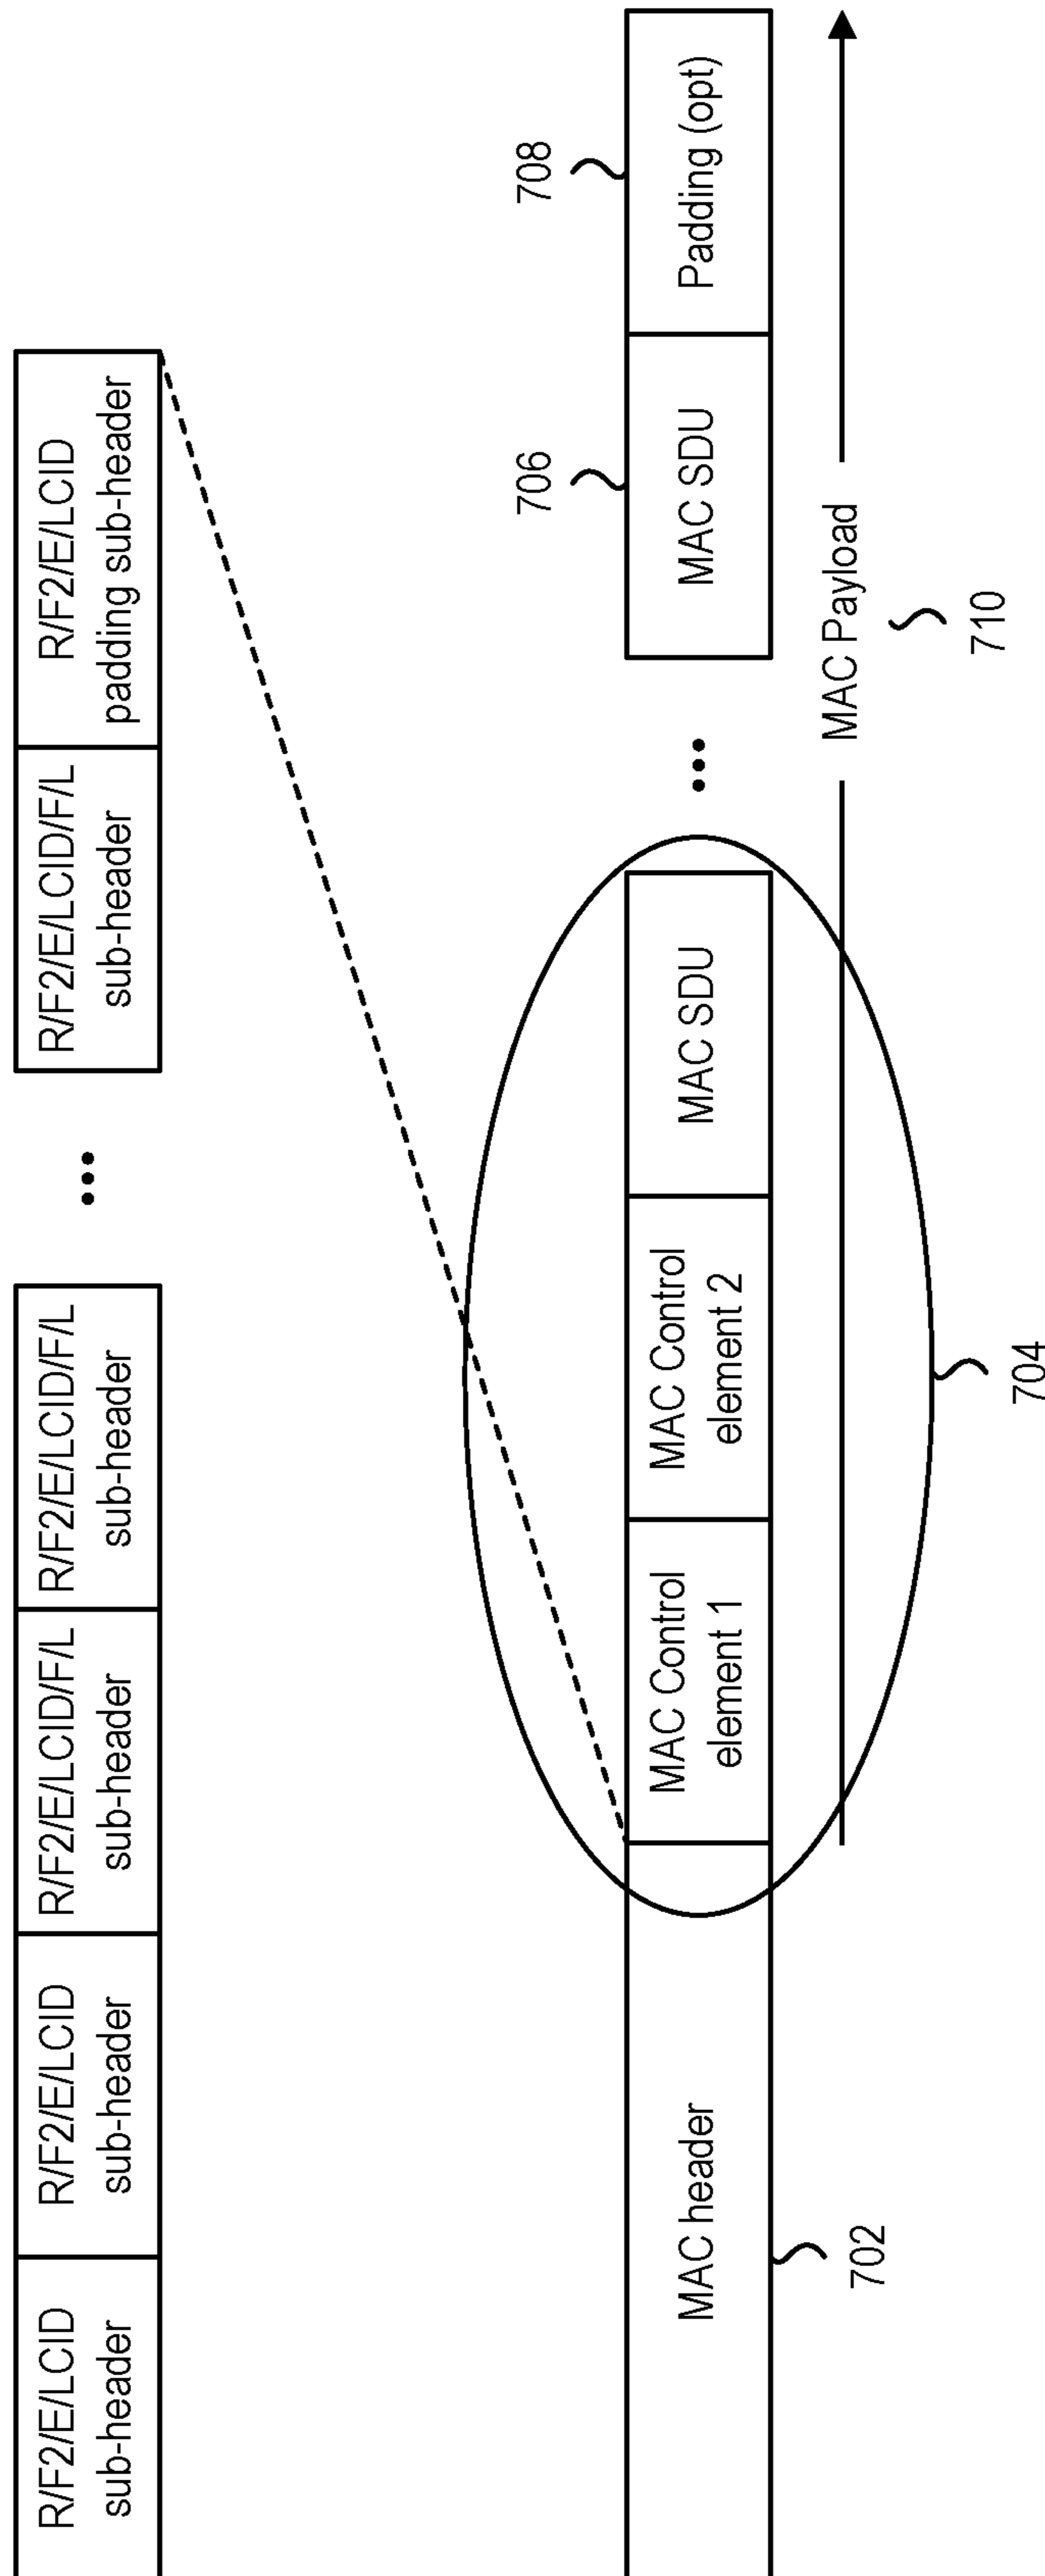 R/F2/E/LCID
sub-header
R/F2/E/LCID
sub-header
R/F2/E/LCID/F/L
sub-header
R/F2/E/LCID/F/L
sub-header
...
R/F2/E/LCID/F/L
sub-header
R/F2/E/LCID
padding sub-header
706
708
MAC header
MAC Control
element 1
MAC Control
element 2
MAC SDU
...
MAC SDU
Padding (opt)
702
MAC Payload
704
710